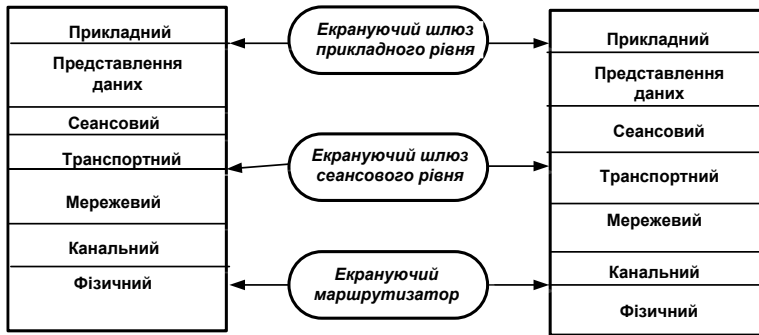 Прикладний
Представлення
даних
Сеансовий
Транспортний
Мережевий
Канальний
Фізичний
Екрануючий шлюз
прикладного рівня
Екрануючий шлюз
сеансового рівня
Екрануючий
маршрутизатор
Прикладний
Представлення
даних
Сеансовий
Транспортний
Мережевий
Канальний
Фізичний